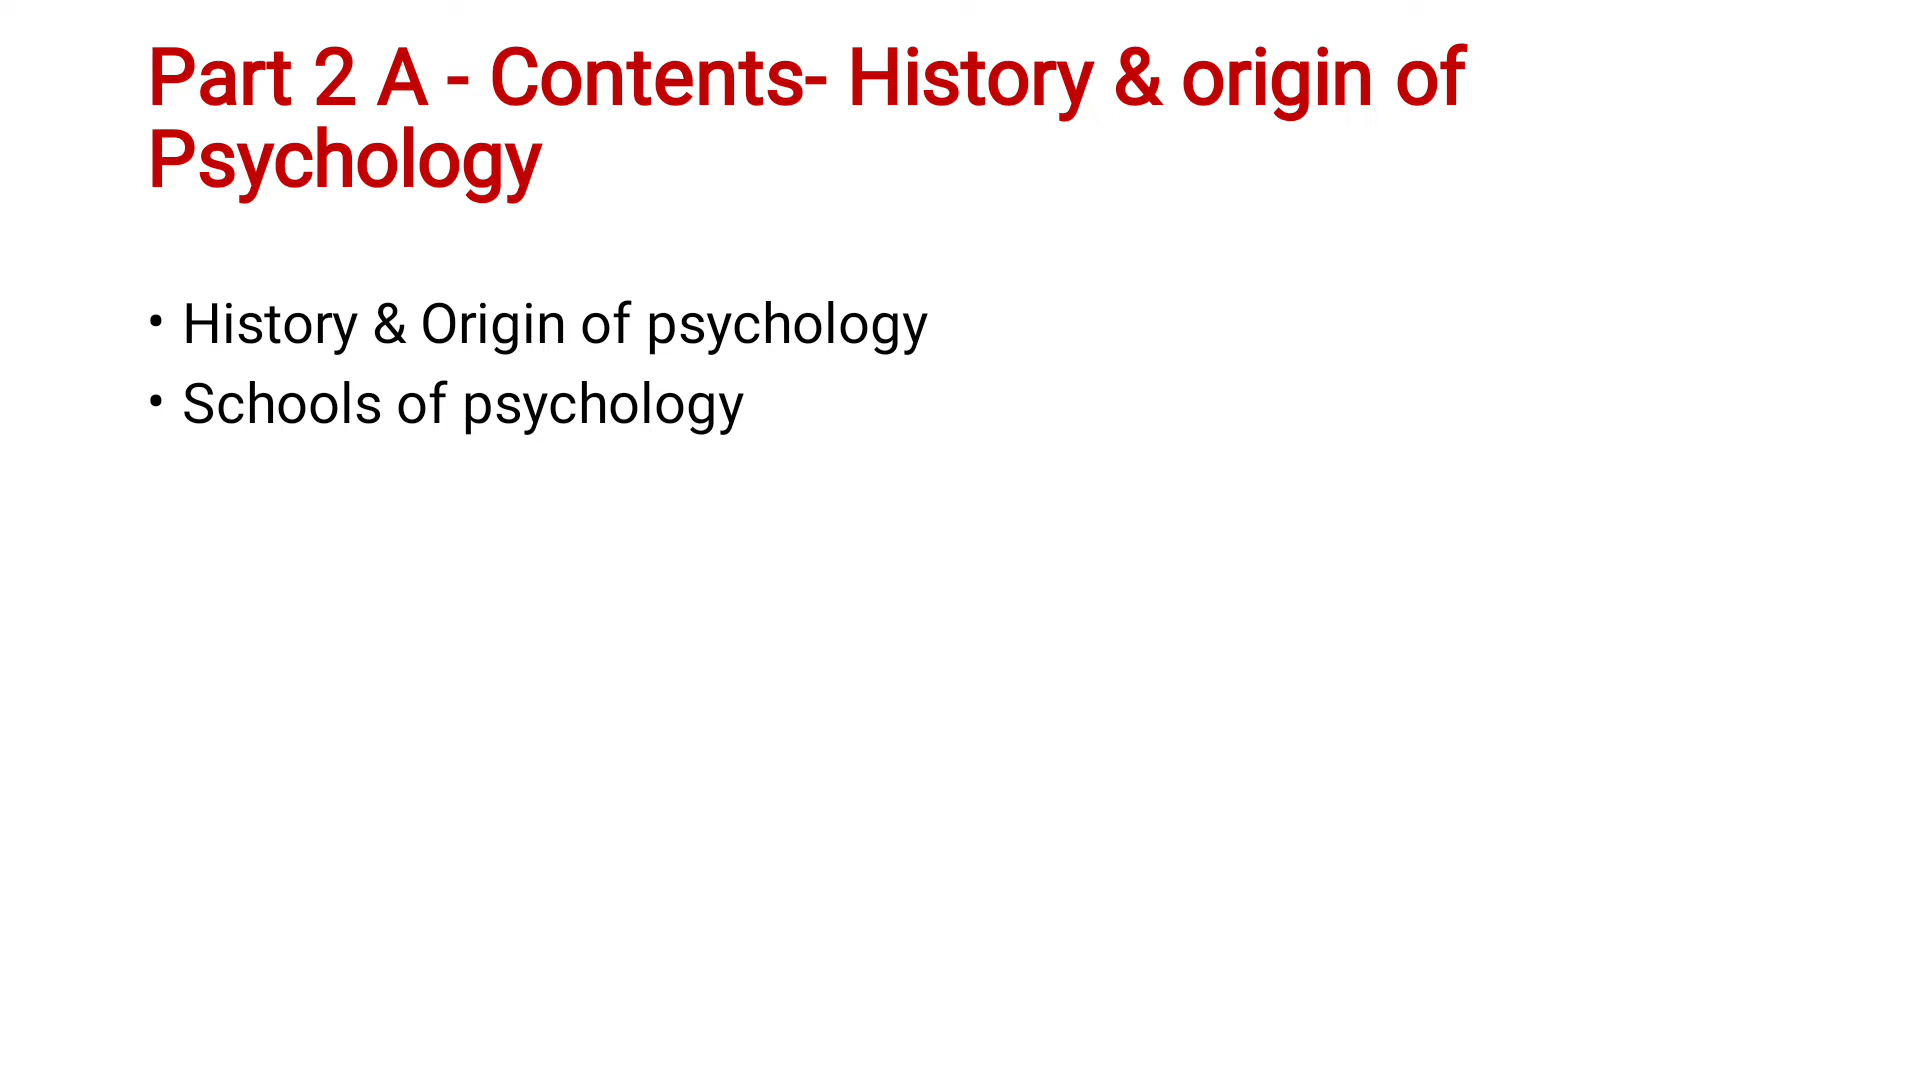 Part 2 A - Contents- History & origin of
Psychology
• History & Origin of psychology
• Schools of psychology